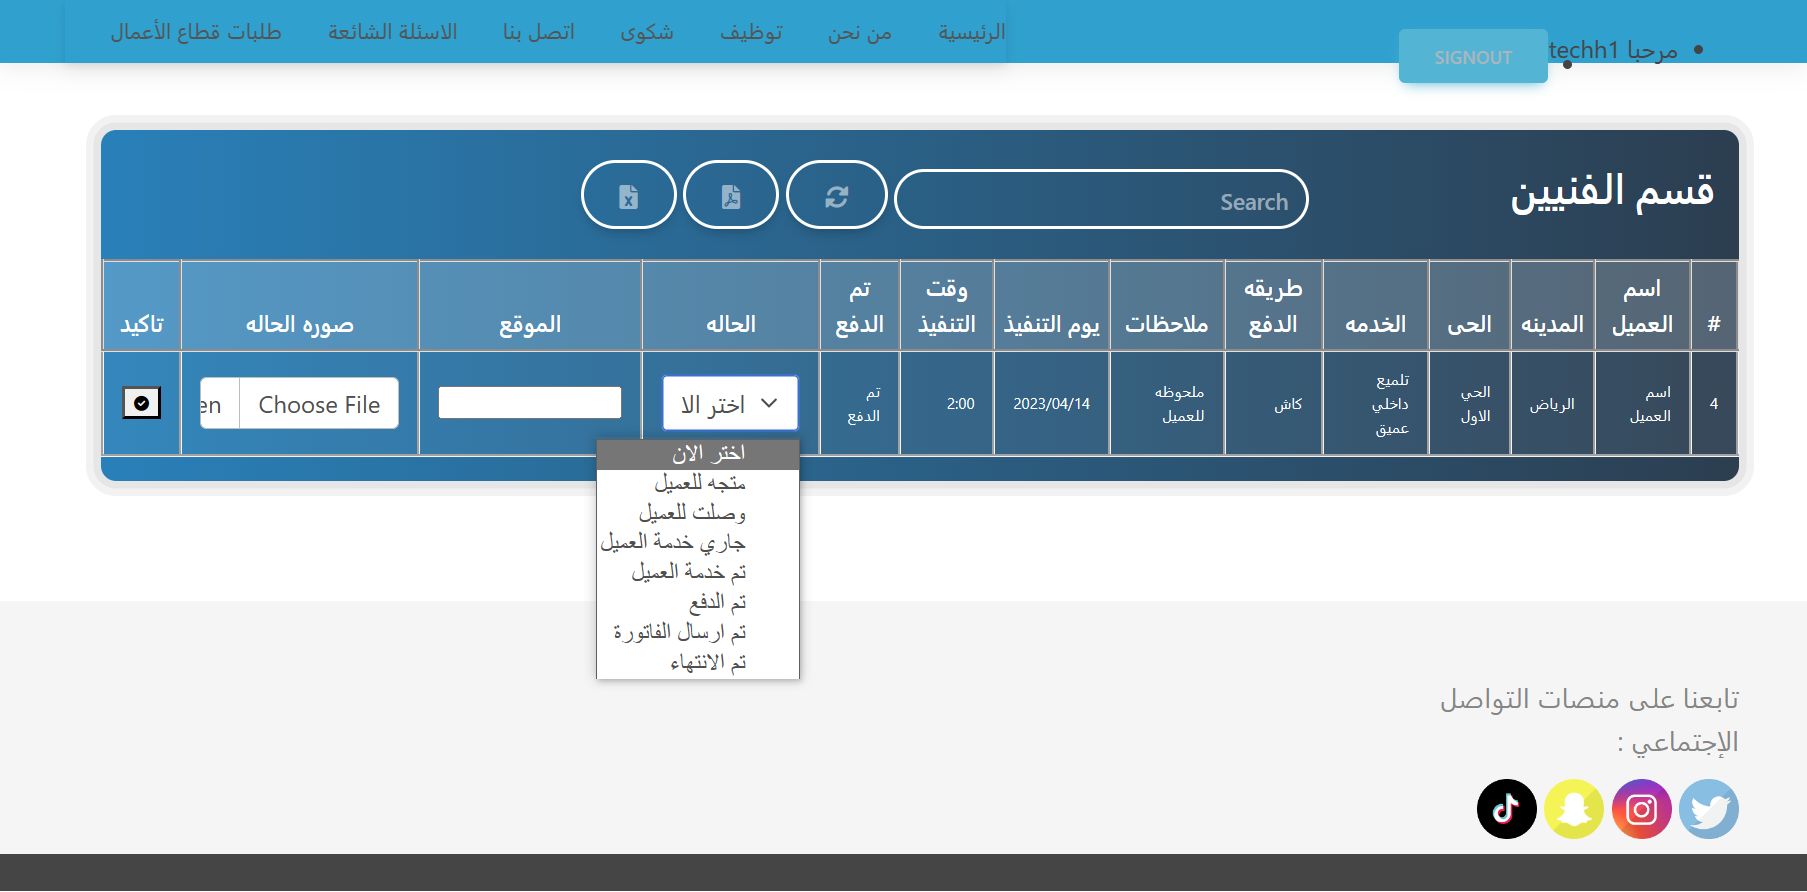 الرئيسية
من نحن
توظيف
شكوى
اتصل بنا
الاسئلة الشائعة
طلبات قطاع الأعمال
مرحبا techh1
SIGNOUT
قسم الفنيين
Search
#
اسم
العميل
المدينه
الحى
الخدمه
طريقه
الدفع
ملاحظات
يوم التنفيذ
وقت
التنفيذ
تم
الدفع
الحاله
الموقع
صوره الحاله
تاكيد
4
اسم
العميل
الرياض
الحي
الاول
تلميع
داخلي
عميق
كاش
ملحوظه
للعميل
2023/04/14
2:00
تم
الدفع
اختر الا
Choose File
en
اختر الان
متجه للعميل
وصلت للعميل
جاري خدمة العميل
تم خدمة العميل
تم الدفع
تم ارسال الفاتورة
تم الانتهاء
تابعنا على منصات التواصل
الإجتماعي :